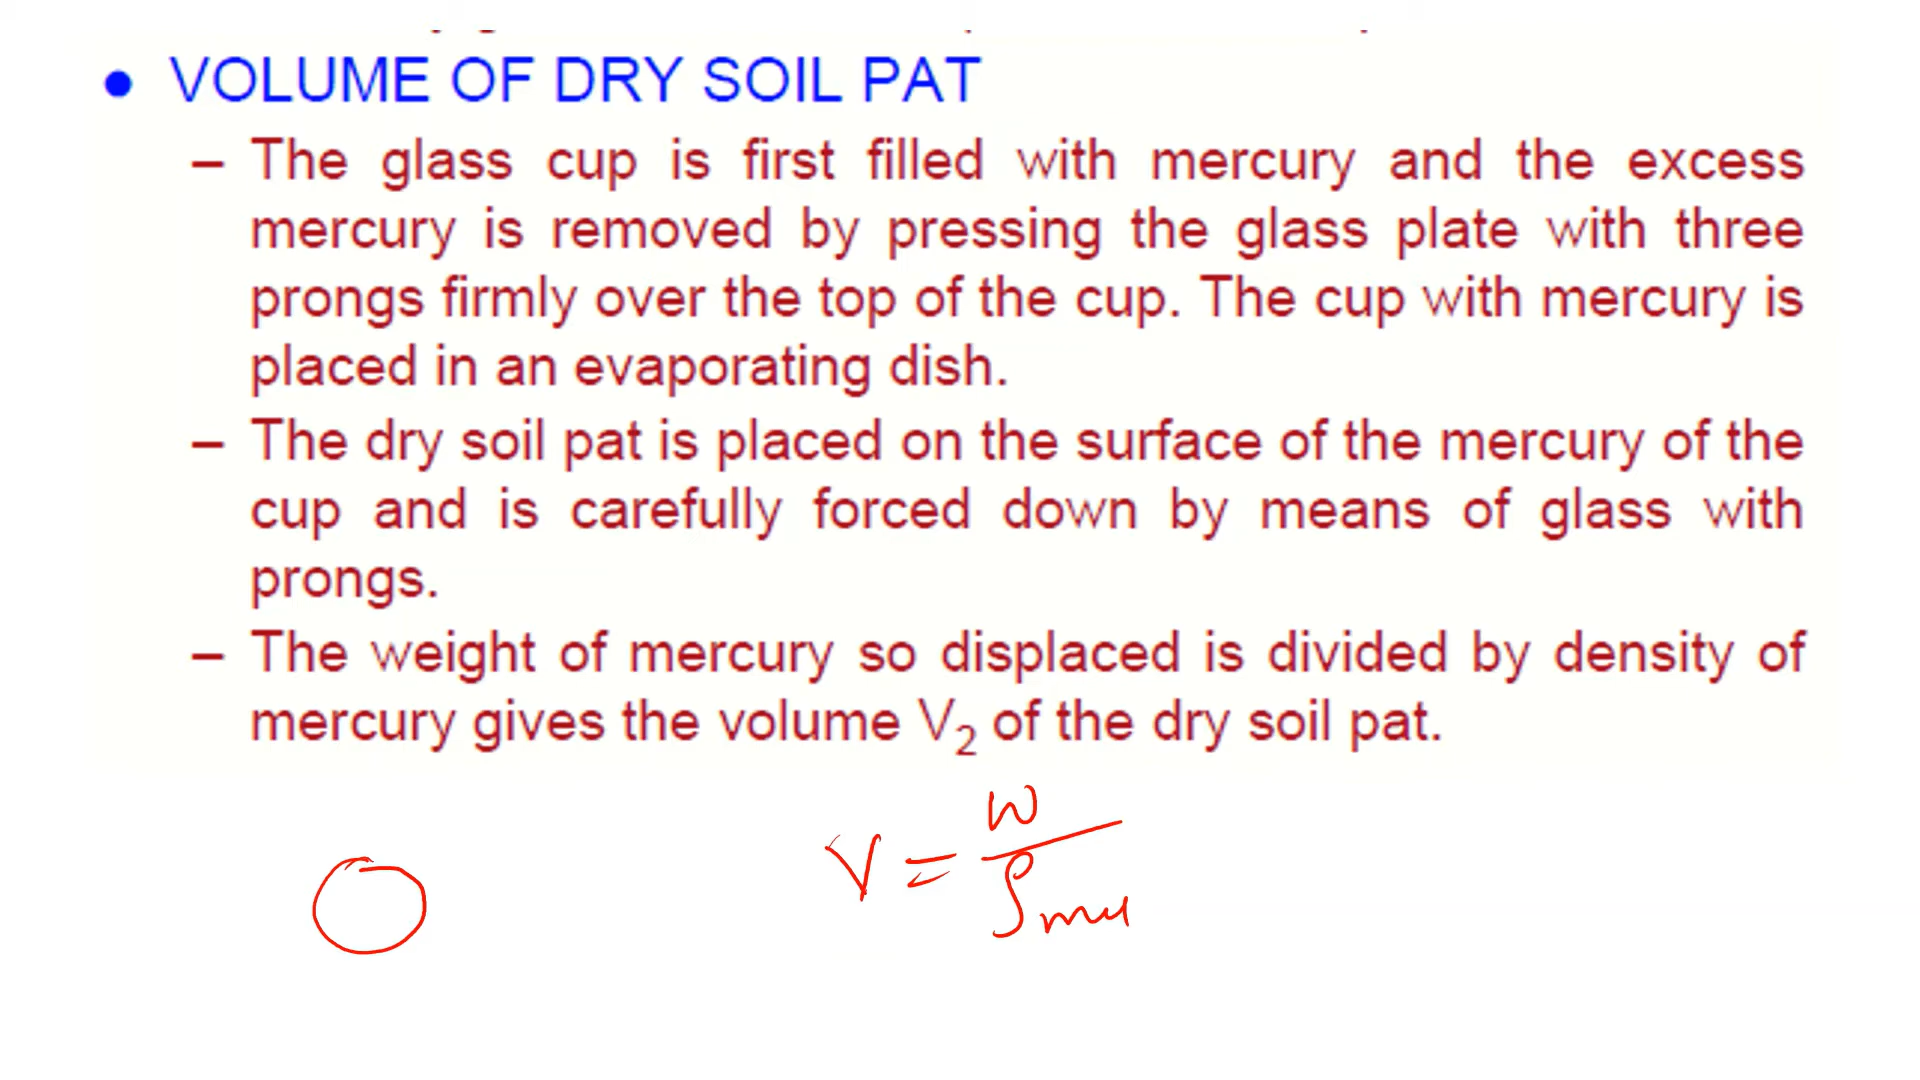 ● VOLUME OF DRY SOIL PAT
– The glass cup is first filled with mercury and the excess
mercury is removed by pressing the glass plate with three
prongs firmly over the top of the cup. The cup with mercury is
placed in an evaporating dish.
– The dry soil pat is placed on the surface of the mercury of the
cup and is carefully forced down by means of glass with
prongs.
– The weight of mercury so displaced is divided by density of
mercury gives the volume V₂ of the dry soil pat.
V = W / ρ